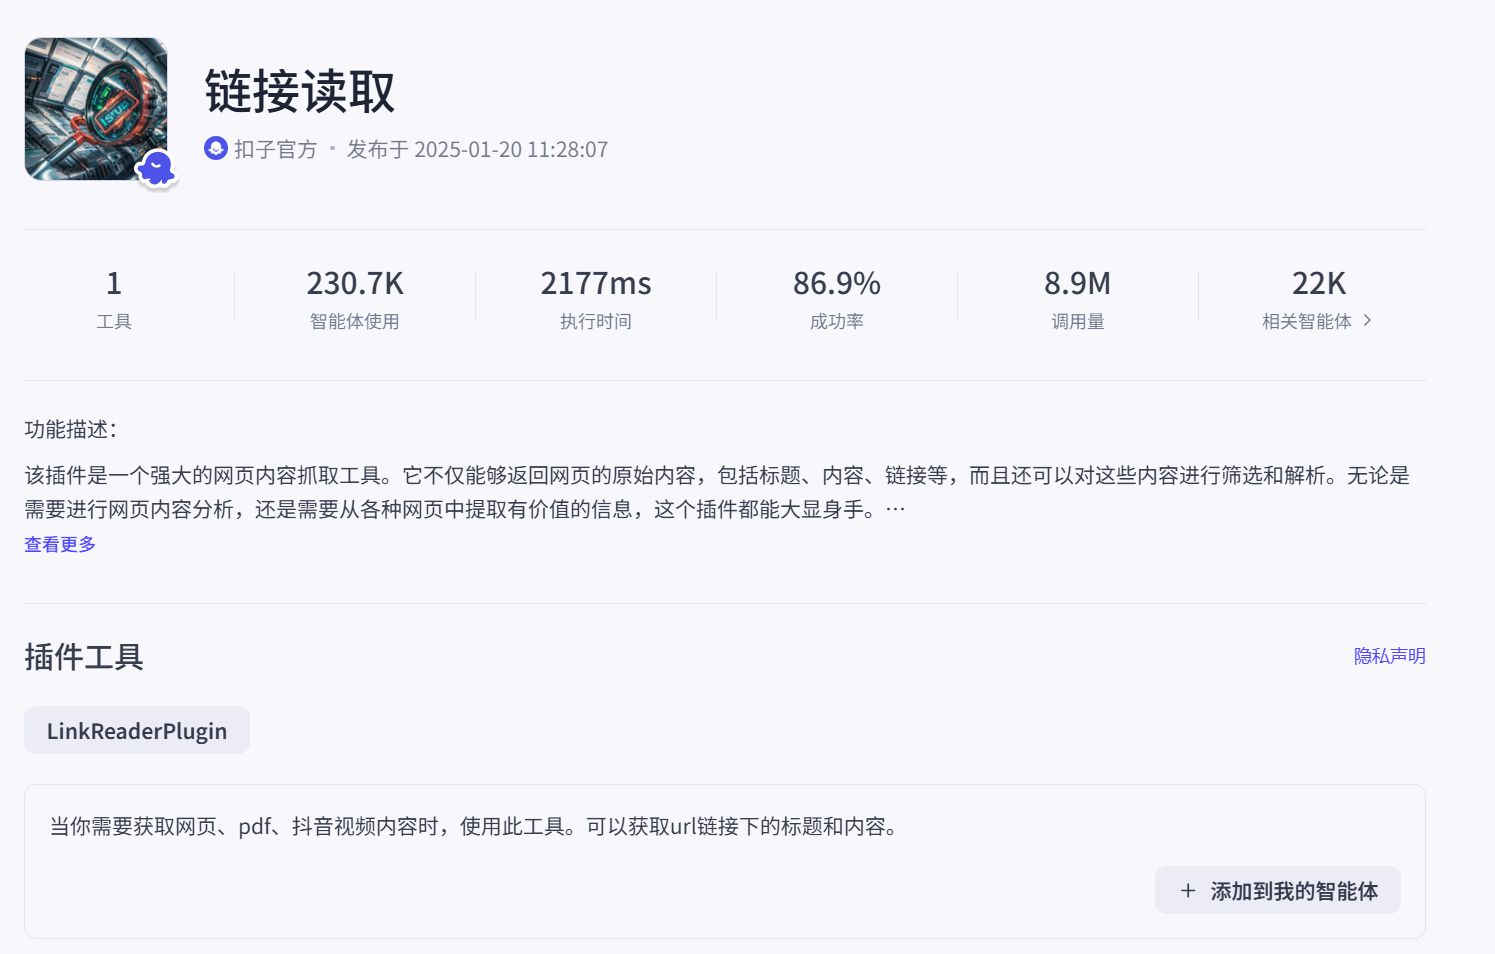 链接读取
扣子官方 • 发布于 2025-01-20 11:28:07
1 230.7K 2177ms 86.9% 8.9M 22K
工具 智能体使用 执行时间 成功率 调用量 相关智能体 >
功能描述：
该插件是一个强大的网页内容抓取工具。它不仅能够返回网页的原始内容，包括标题、内容、链接等，而且还可以对这些内容进行筛选和解析。无论是
需要进行网页内容分析，还是需要从各种网页中提取有价值的信息，这个插件都能大显身手。…
查看更多
插件工具 隐私声明
LinkReaderPlugin
当你需要获取网页、pdf、抖音视频内容时，使用此工具。可以获取url链接下的标题和内容。
+ 添加到我的智能体